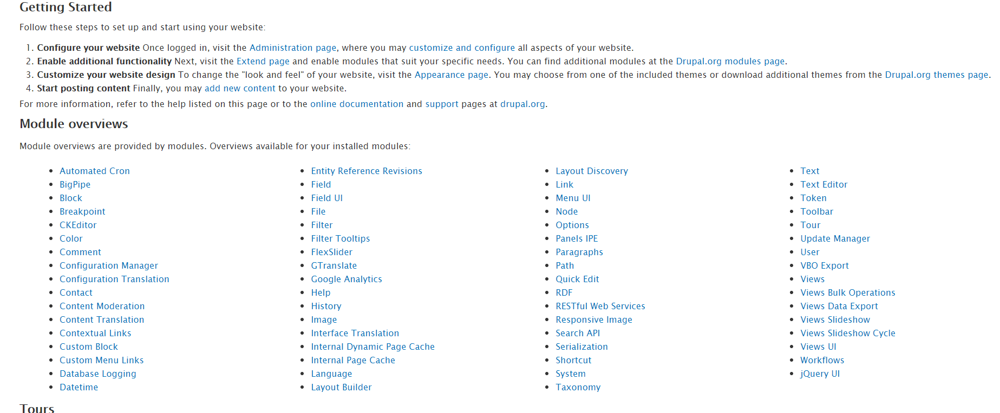 Getting Started
Follow these steps to set up and start using your website:
1. Configure your website Once logged in, visit the Administration page, where you may customize and configure all aspects of your website.
2. Enable additional functionality Next, visit the Extend page and enable modules that suit your specific needs. You can find additional modules at the Drupal.org modules page.
3. Customize your website design To change the "look and feel" of your website, visit the Appearance page. You may choose from one of the included themes or download additional themes from the Drupal.org themes page.
4. Start posting content Finally, you may add new content to your website.
For more information, refer to the help listed on this page or to the online documentation and support pages at drupal.org.
Module overviews
Module overviews are provided by modules. Overviews available for your installed modules:
• Automated Cron
• BigPipe
• Block
• Breakpoint
• CKEditor
• Color
• Comment
• Configuration Manager
• Configuration Translation
• Contact
• Content Moderation
• Content Translation
• Contextual Links
• Custom Block
• Custom Menu Links
• Database Logging
• Datetime
• Entity Reference Revisions
• Field
• Field UI
• File
• Filter
• Filter Tooltips
• FlexSlider
• GTranslate
• Google Analytics
• Help
• History
• Image
• Interface Translation
• Internal Dynamic Page Cache
• Internal Page Cache
• Language
• Layout Builder
• Layout Discovery
• Link
• Menu UI
• Node
• Options
• Panels IPE
• Paragraphs
• Path
• Quick Edit
• RDF
• RESTful Web Services
• Responsive Image
• Search API
• Serialization
• Shortcut
• System
• Taxonomy
• Text
• Text Editor
• Token
• Toolbar
• Tour
• Update Manager
• User
• VBO Export
• Views
• Views Bulk Operations
• Views Data Export
• Views Slideshow
• Views Slideshow Cycle
• Views UI
• Workflows
• jQuery UI
Tours